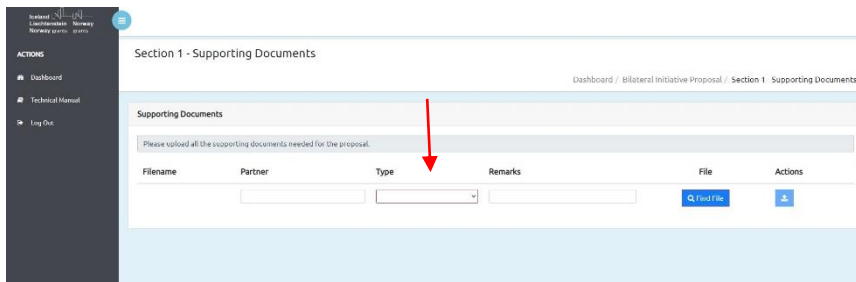 Iceland
Liechtenstein Norway
Norway grants grants
ACTIONS
Dashboard
Technical Manual
Log Out
Section 1 - Supporting Documents
Dashboard / Bilateral Initiative Proposal / Section 1 Supporting Documents
Supporting Documents
Please upload all the supporting documents needed for the proposal.
Filename Partner Type Remarks File Actions
Find File